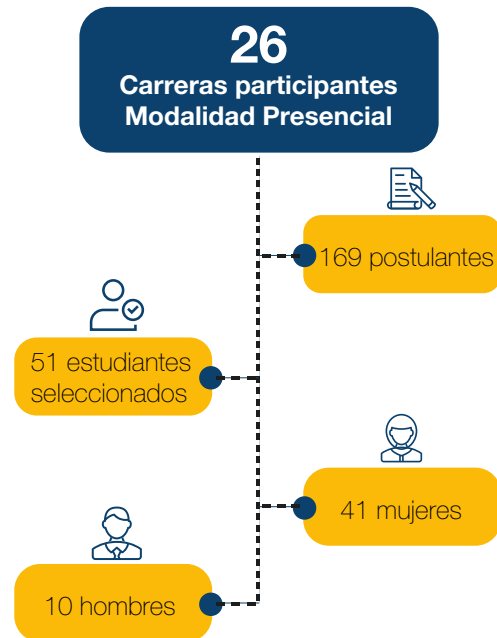 26
Carreras participantes
Modalidad Presencial
169 postulantes
51 estudiantes
seleccionados
41 mujeres
10 hombres